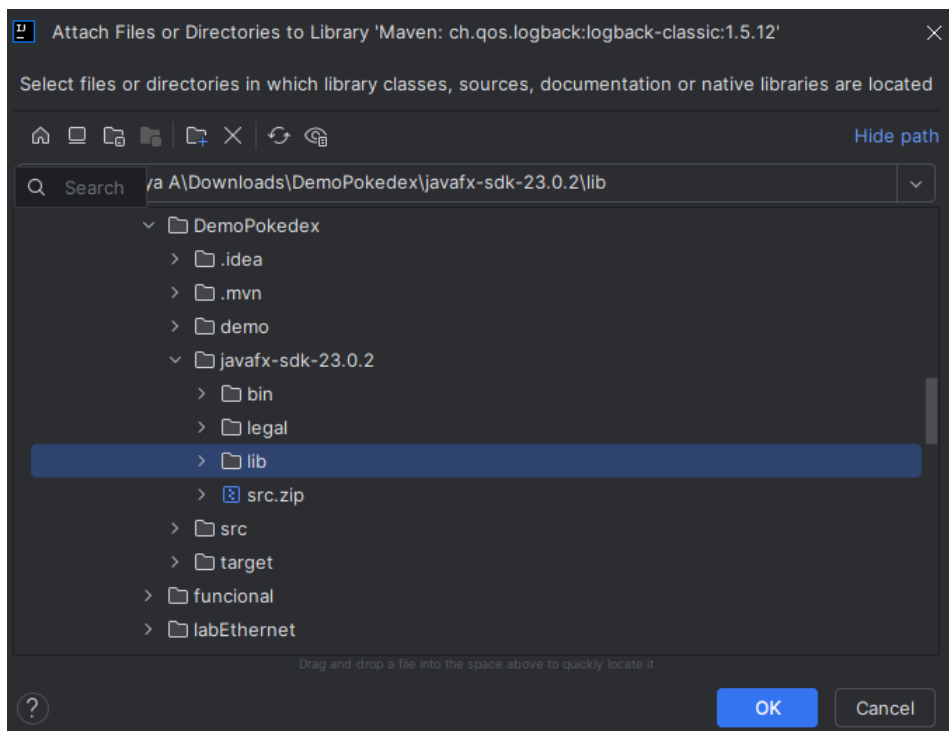 Attach Files or Directories to Library 'Maven: ch.qos.logback:logback-classic:1.5.12'
Select files or directories in which library classes, sources, documentation or native libraries are located
Hide path
Search
ya A\Downloads\DemoPokedex\javafx-sdk-23.0.2\lib
DemoPokedex
.idea
.mvn
demo
javafx-sdk-23.0.2
bin
legal
lib
src.zip
src
target
funcional
labEthernet
Drag and drop a file into the space above to quickly locate it
? OK Cancel